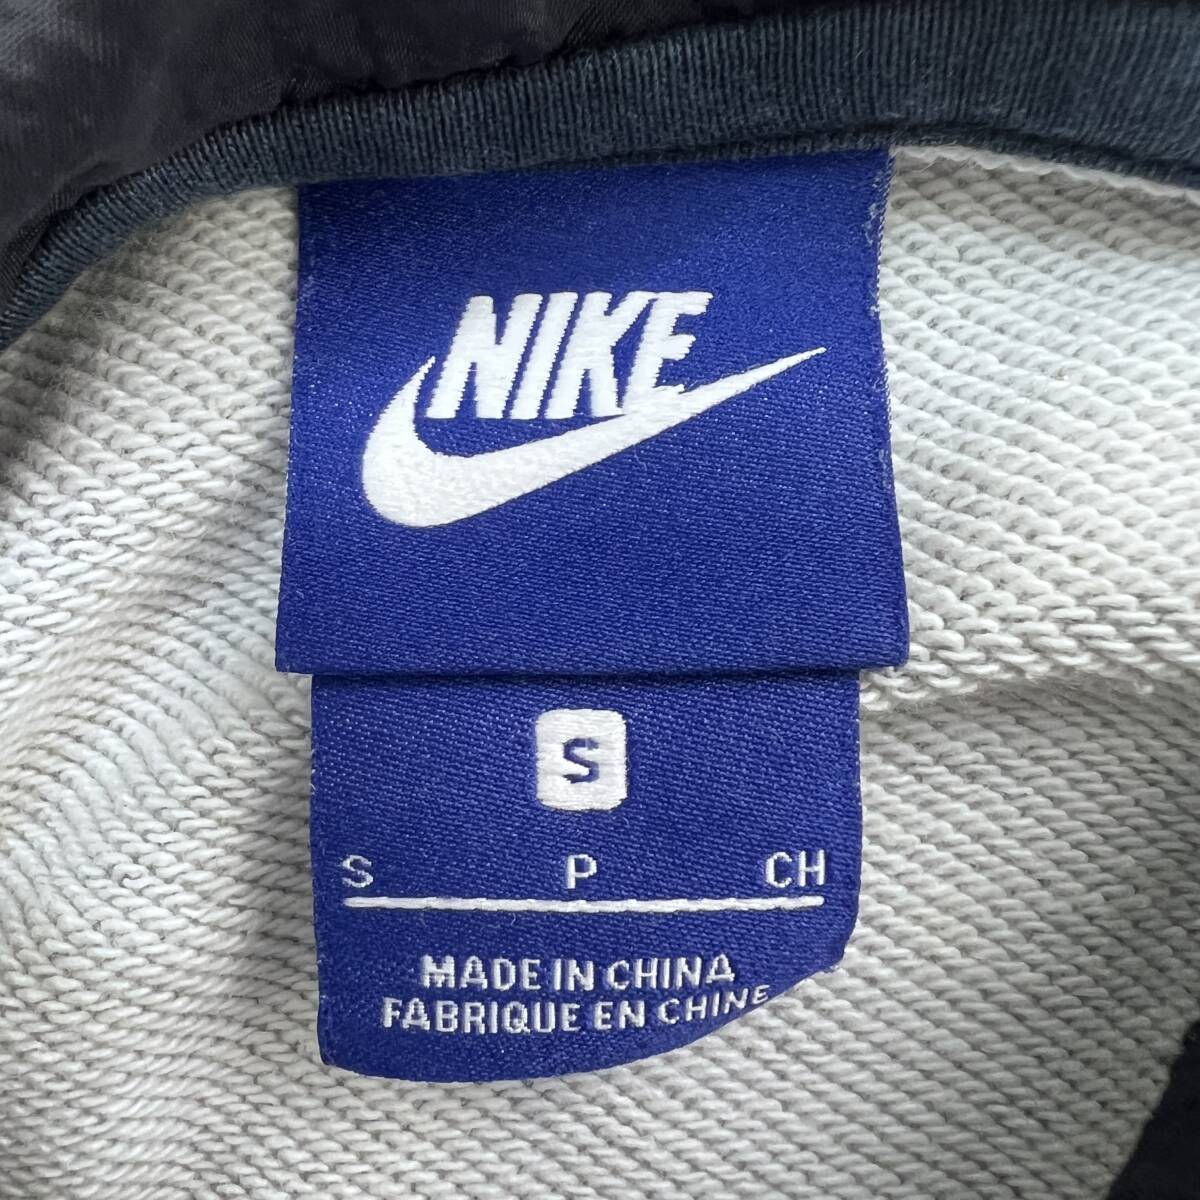 NIKE
S
S P CH
MADE IN CHINA
FABRIQUE EN CHINE